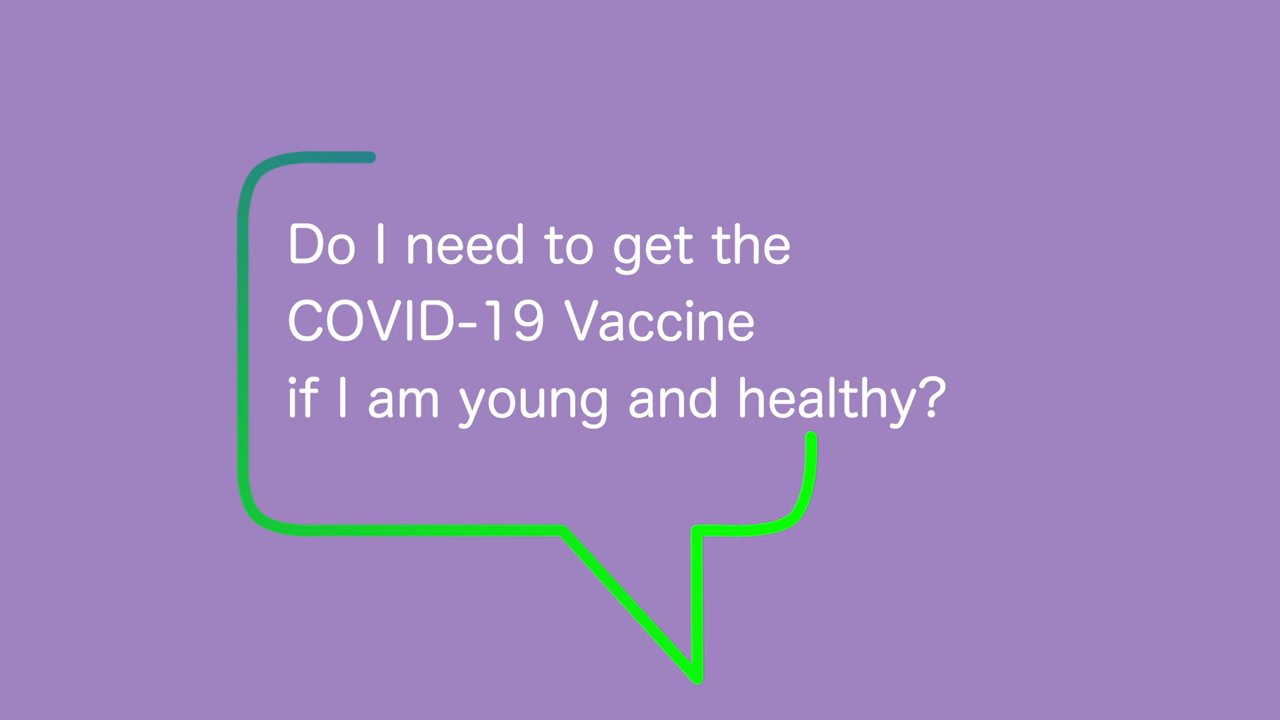 Do I need to get the
COVID-19 Vaccine
if I am young and healthy?